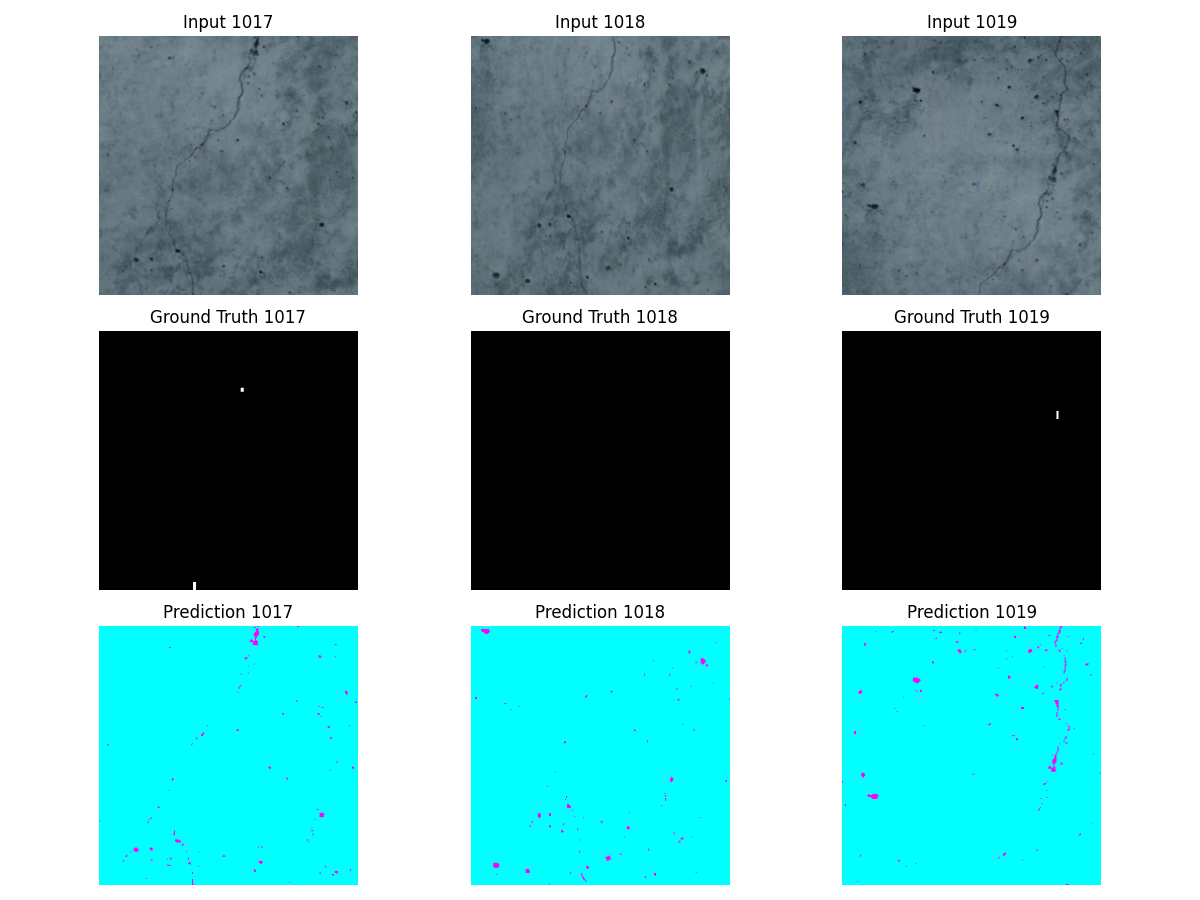 Input 1017
Input 1018
Input 1019
Ground Truth 1017
Ground Truth 1018
Ground Truth 1019
Prediction 1017
Prediction 1018
Prediction 1019